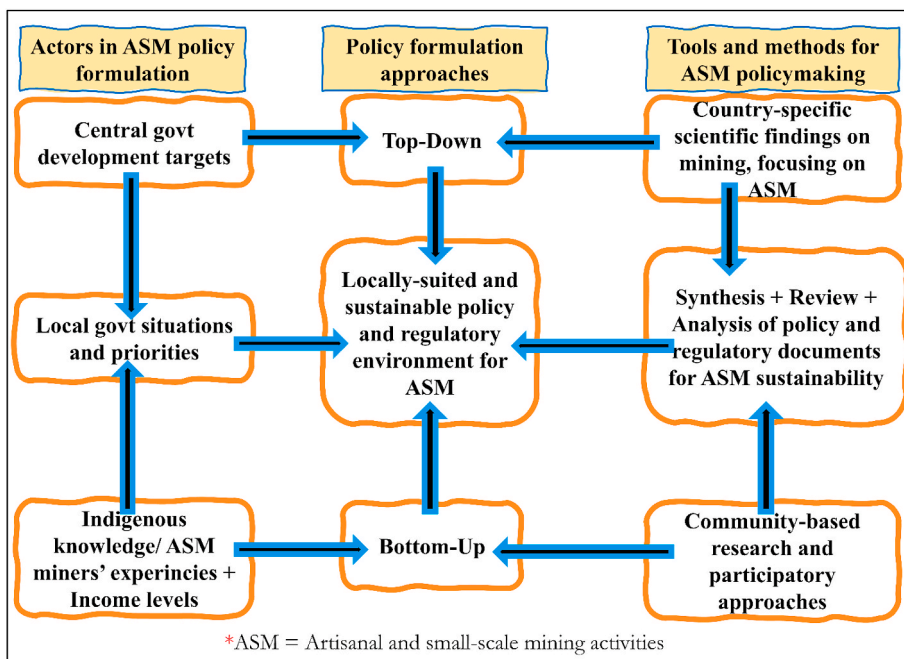 Actors in ASM policy
formulation
Policy formulation
approaches
Tools and methods for
ASM policymaking
Central govt
development targets
Top-Down
Country-specific
scientific findings on
mining, focusing on
ASM
Local govt situations
and priorities
Locally-suited and
sustainable policy
and regulatory
environment for
ASM
Synthesis + Review +
Analysis of policy and
regulatory documents
for ASM sustainability
Indigenous
knowledge/ ASM
miners’ experincies +
Income levels
Bottom-Up
Community-based
research and
participatory
approaches
*ASM = Artisanal and small-scale mining activities